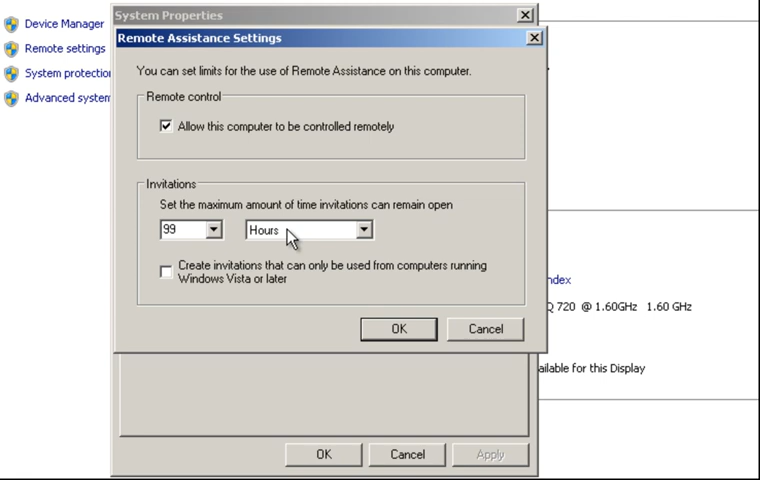 System Properties
Remote Assistance Settings
Device Manager
Remote settings
System protection
Advanced system
You can set limits for the use of Remote Assistance on this computer.
Remote control
Allow this computer to be controlled remotely
Invitations
Set the maximum amount of time invitations can remain open
99 Hours
Create invitations that can only be used from computers running
Windows Vista or later
OK Cancel
ndex
Q 720 @ 1.60GHz 1.60 GHz
ailable for this Display
OK Cancel Apply